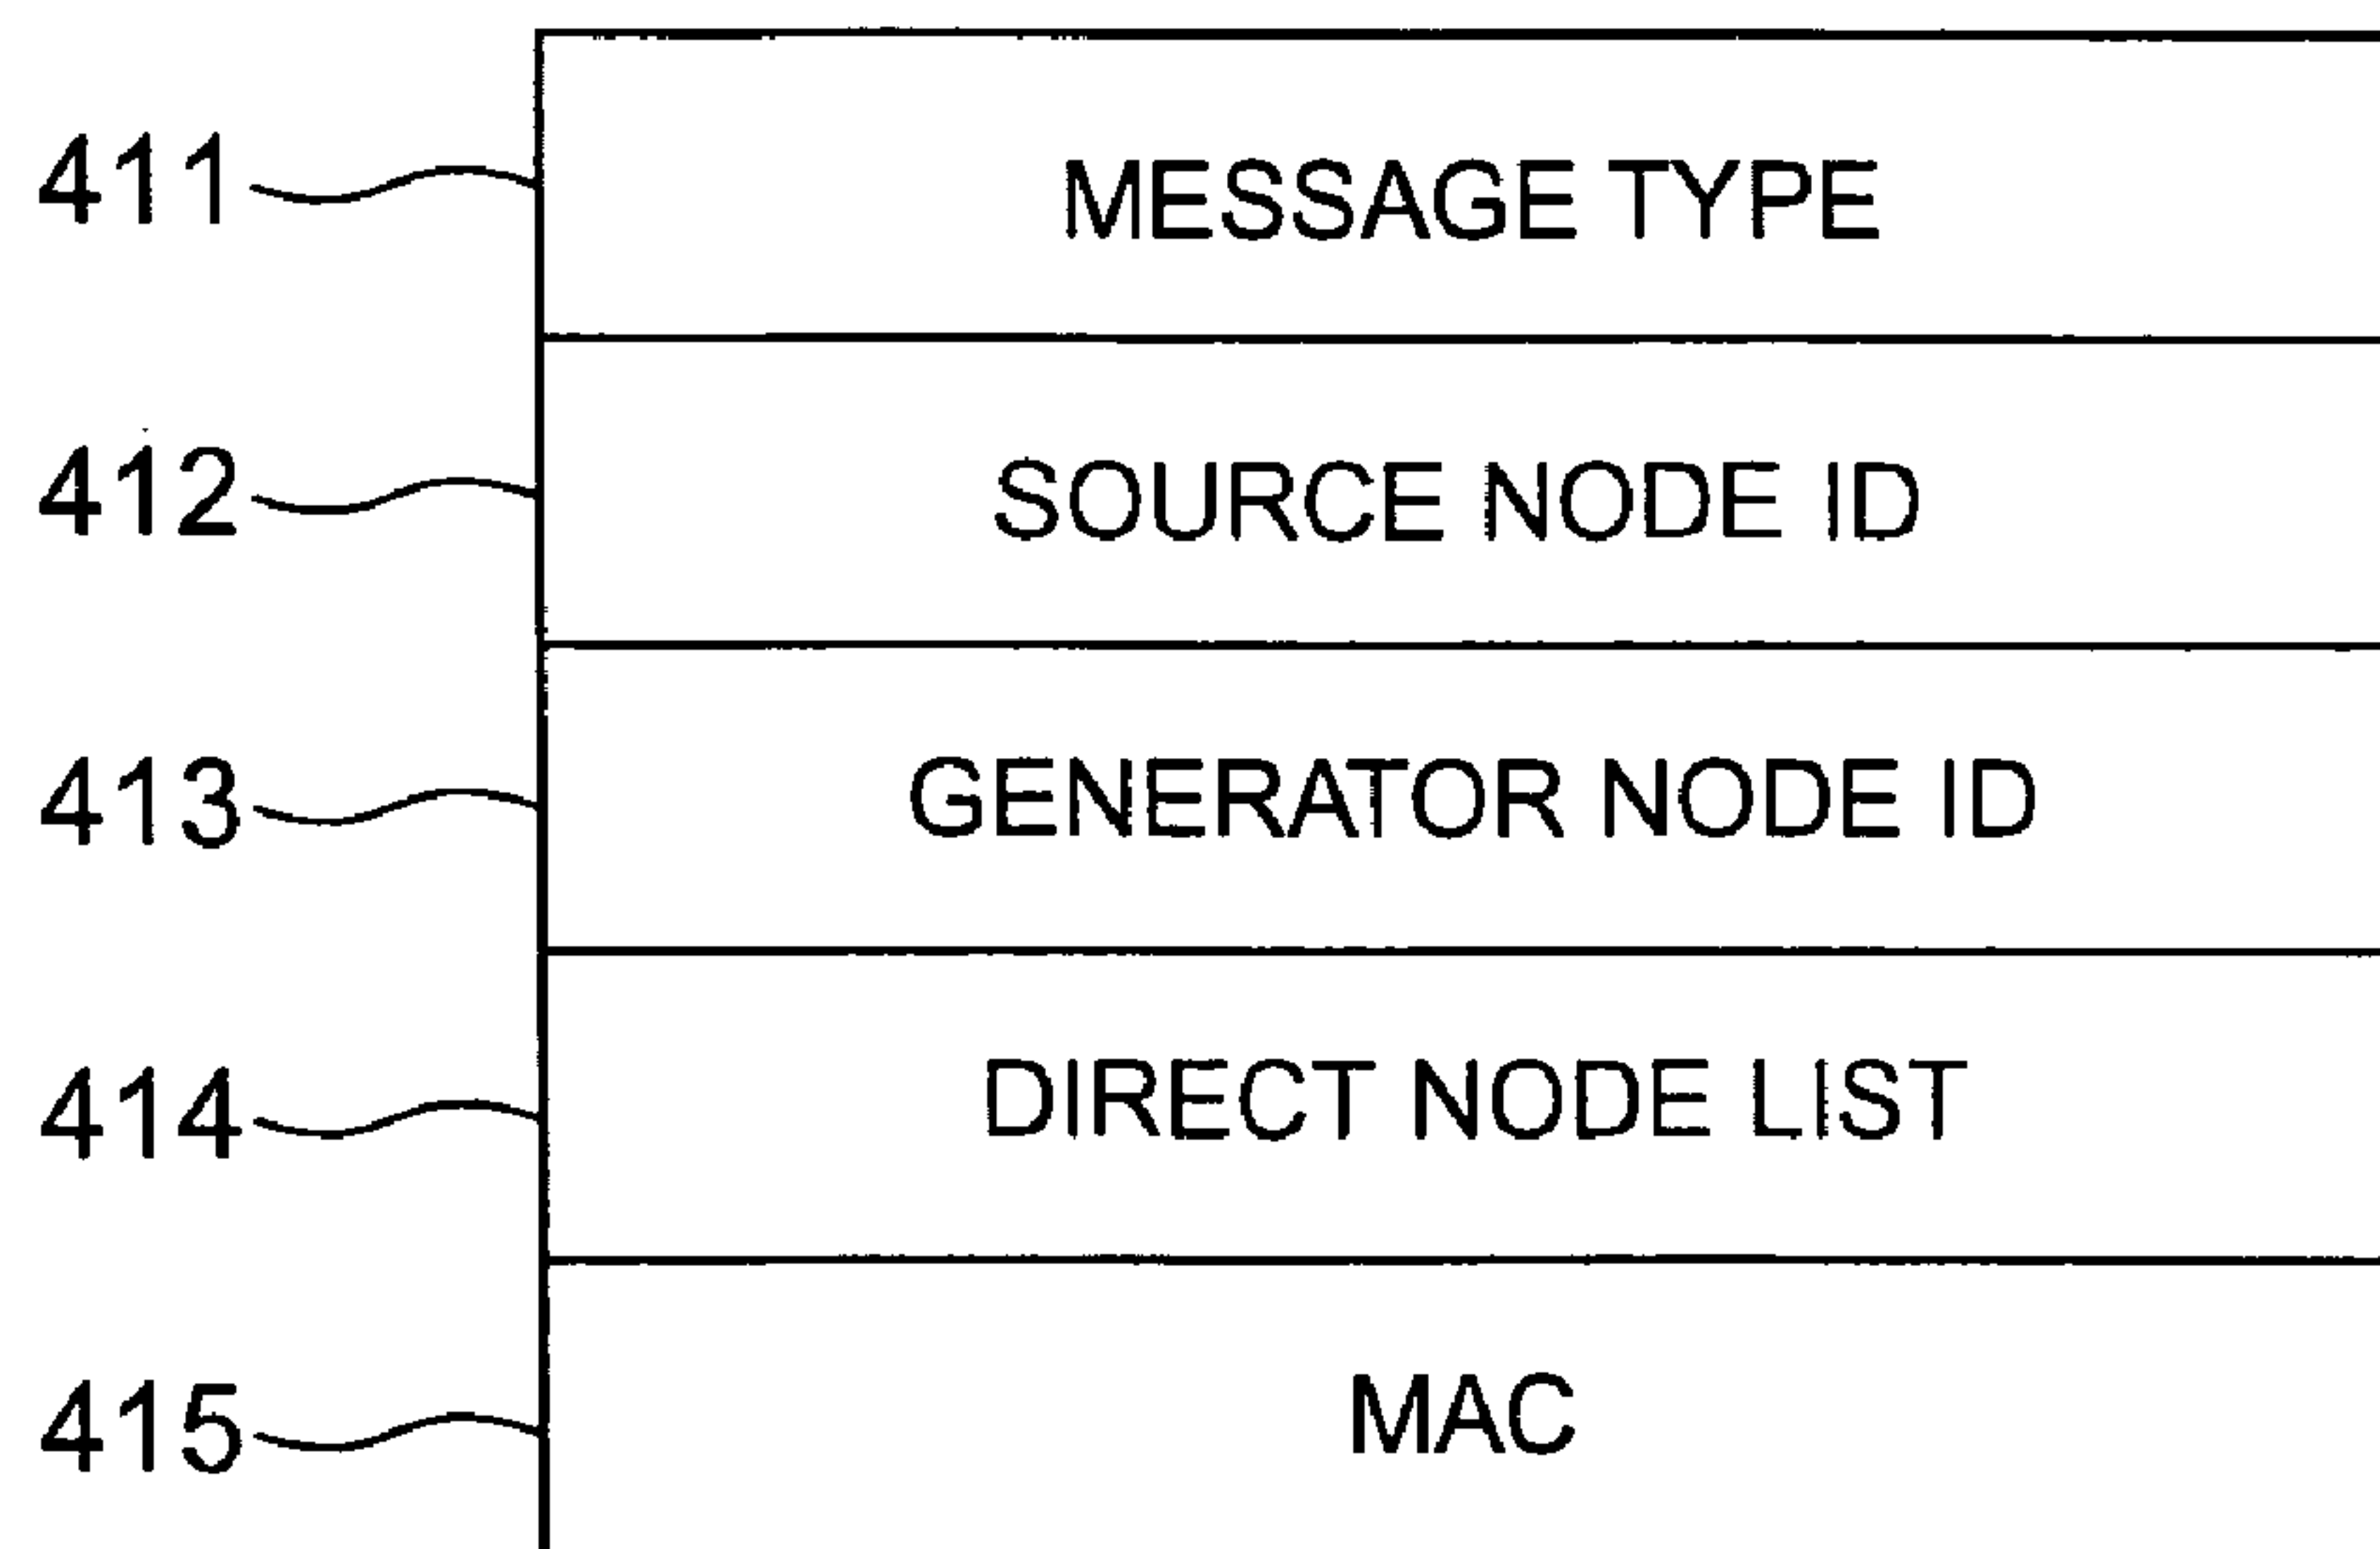 411 MESSAGE TYPE
412 SOURCE NODE ID
413 GENERATOR NODE ID
414 DIRECT NODE LIST
415 MAC